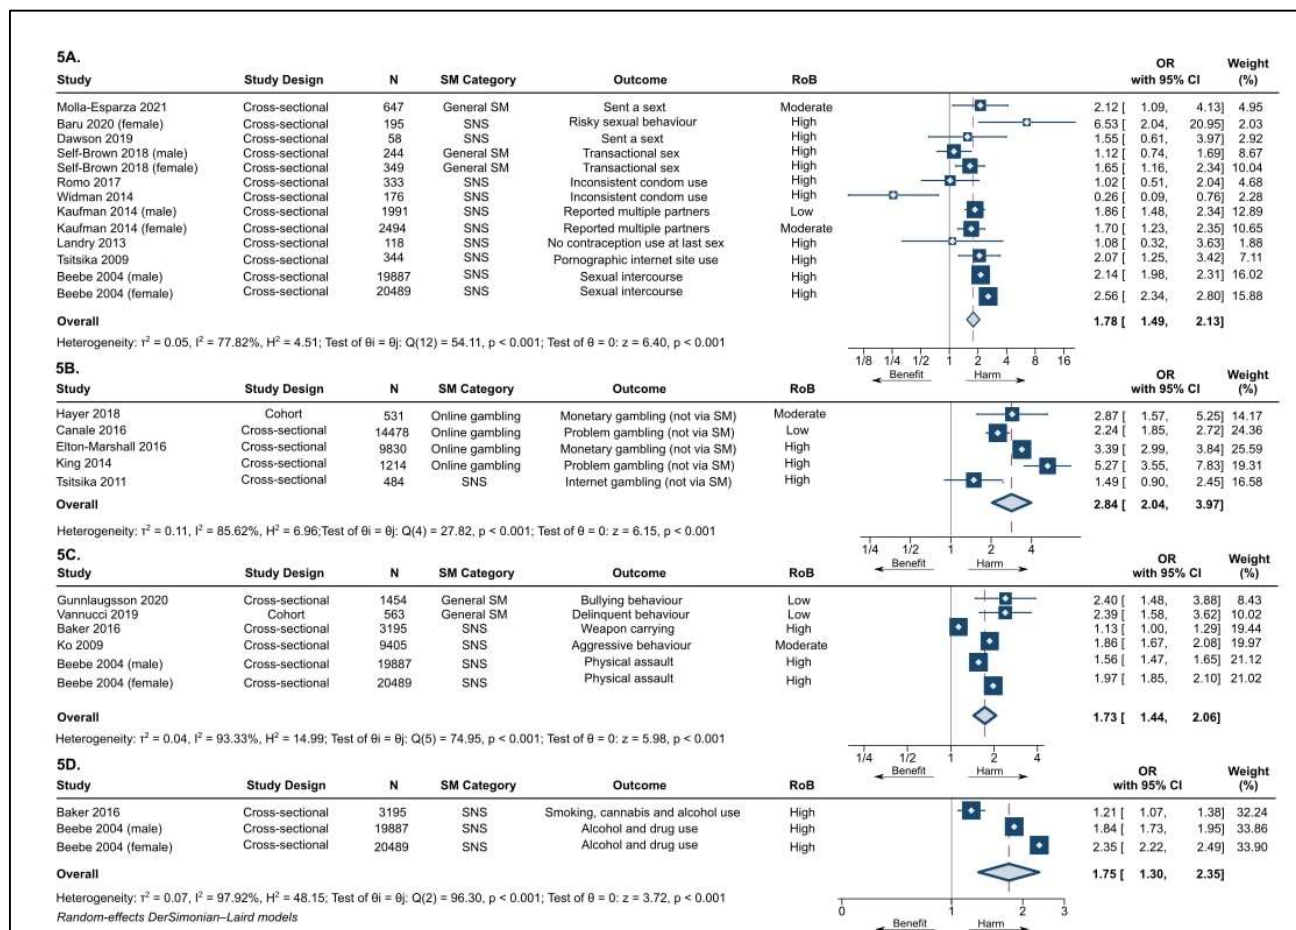 5A.
OR Weight
Study Study Design N SM Category Outcome RoB with 95% CI (%)
Molla-Esparza 2021 Cross-sectional 647 General SM Sent a sext Moderate 2.12 [ 1.09, 4.13] 4.95
Baru 2020 (female) Cross-sectional 195 SNS Risky sexual behaviour High 6.53 [ 2.04, 20.95] 2.03
Dawson 2019 Cross-sectional 58 SNS Sent a sext High 1.55 [ 0.61, 3.97] 2.92
Self-Brown 2018 (male) Cross-sectional 244 General SM Transactional sex High 1.12 [ 0.74, 1.69] 8.67
Self-Brown 2018 (female) Cross-sectional 349 General SM Transactional sex High 1.65 [ 1.16, 2.34] 10.04
Romo 2017 Cross-sectional 333 SNS Inconsistent condom use High 1.02 [ 0.51, 2.04] 4.68
Widman 2014 Cross-sectional 176 SNS Inconsistent condom use High 0.26 [ 0.09, 0.76] 2.28
Kaufman 2014 (male) Cross-sectional 1991 SNS Reported multiple partners Low 1.86 [ 1.48, 2.34] 12.89
Kaufman 2014 (female) Cross-sectional 2494 SNS Reported multiple partners Moderate 1.70 [ 1.23, 2.35] 10.65
Landry 2013 Cross-sectional 118 SNS No contraception use at last sex High 1.08 [ 0.32, 3.63] 1.88
Tsitsika 2009 Cross-sectional 344 SNS Pornographic internet site use High 2.07 [ 1.25, 3.42] 7.11
Beebe 2004 (male) Cross-sectional 19887 SNS Sexual intercourse High 2.14 [ 1.98, 2.31] 16.02
Beebe 2004 (female) Cross-sectional 20489 SNS Sexual intercourse High 2.56 [ 2.34, 2.80] 15.88
Overall 1.78 [ 1.49, 2.13]
Heterogeneity: τ² = 0.05, I² = 77.82%, H² = 4.51; Test of θi = θj: Q(12) = 54.11, p < 0.001; Test of θ = 0: z = 6.40, p < 0.001
1/8 1/4 1/2 1 2 4 8 16
Benefit Harm
5B.
OR Weight
Study Study Design N SM Category Outcome RoB with 95% CI (%)
Hayer 2018 Cohort 531 Online gambling Monetary gambling (not via SM) Moderate 2.87 [ 1.57, 5.25] 14.17
Canale 2016 Cross-sectional 14478 Online gambling Problem gambling (not via SM) Low 2.24 [ 1.85, 2.72] 24.36
Elton-Marshall 2016 Cross-sectional 9830 Online gambling Monetary gambling (not via SM) High 3.39 [ 2.99, 3.84] 25.59
King 2014 Cross-sectional 1214 Online gambling Problem gambling (not via SM) High 5.27 [ 3.55, 7.83] 19.31
Tsitsika 2011 Cross-sectional 484 SNS Internet gambling (not via SM) High 1.49 [ 0.90, 2.45] 16.58
Overall 2.84 [ 2.04, 3.97]
Heterogeneity: τ² = 0.11, I² = 85.62%, H² = 6.96;Test of θi = θj: Q(4) = 27.82, p < 0.001; Test of θ = 0: z = 6.15, p < 0.001
1/4 1/2 1 2 4
Benefit Harm
5C.
OR Weight
Study Study Design N SM Category Outcome RoB with 95% CI (%)
Gunnlaugsson 2020 Cross-sectional 1454 General SM Bullying behaviour Low 2.40 [ 1.48, 3.88] 8.43
Vannucci 2019 Cohort 563 General SM Delinquent behaviour Low 2.39 [ 1.58, 3.62] 10.02
Baker 2016 Cross-sectional 3195 SNS Weapon carrying High 1.13 [ 1.00, 1.29] 19.44
Ko 2009 Cross-sectional 9405 SNS Aggressive behaviour Moderate 1.86 [ 1.67, 2.08] 19.97
Beebe 2004 (male) Cross-sectional 19887 SNS Physical assault High 1.56 [ 1.47, 1.65] 21.12
Beebe 2004 (female) Cross-sectional 20489 SNS Physical assault High 1.97 [ 1.85, 2.10] 21.02
Overall 1.73 [ 1.44, 2.06]
Heterogeneity: τ² = 0.04, I² = 93.33%, H² = 14.99; Test of θi = θj: Q(5) = 74.95, p < 0.001; Test of θ = 0: z = 5.98, p < 0.001
1/4 1/2 1 2 4
Benefit Harm
5D.
OR Weight
Study Study Design N SM Category Outcome RoB with 95% CI (%)
Baker 2016 Cross-sectional 3195 SNS Smoking, cannabis and alcohol use High 1.21 [ 1.07, 1.38] 32.24
Beebe 2004 (male) Cross-sectional 19887 SNS Alcohol and drug use High 1.84 [ 1.73, 1.95] 33.86
Beebe 2004 (female) Cross-sectional 20489 SNS Alcohol and drug use High 2.35 [ 2.22, 2.49] 33.90
Overall 1.75 [ 1.30, 2.35]
Heterogeneity: τ² = 0.07, I² = 97.92%, H² = 48.15; Test of θi = θj: Q(2) = 96.30, p < 0.001; Test of θ = 0: z = 3.72, p < 0.001
Random-effects DerSimonian–Laird models
0 1 2 3
Benefit Harm